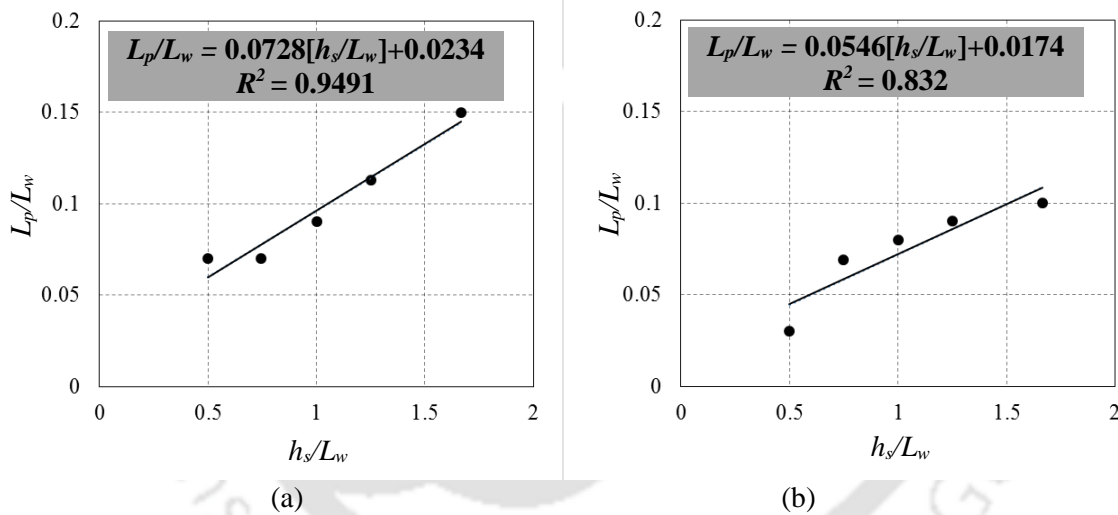 L_p/L_w = 0.0728[h_s/L_w]+0.0234
R² = 0.9491
0.2
0.15
0.1
0.05
0
L_p/L_w
0 0.5 1 1.5 2
h_s/L_w
(a)
L_p/L_w = 0.0546[h_s/L_w]+0.0174
R² = 0.832
0.2
0.15
0.1
0.05
0
L_p/L_w
0 0.5 1 1.5 2
h_s/L_w
(b)